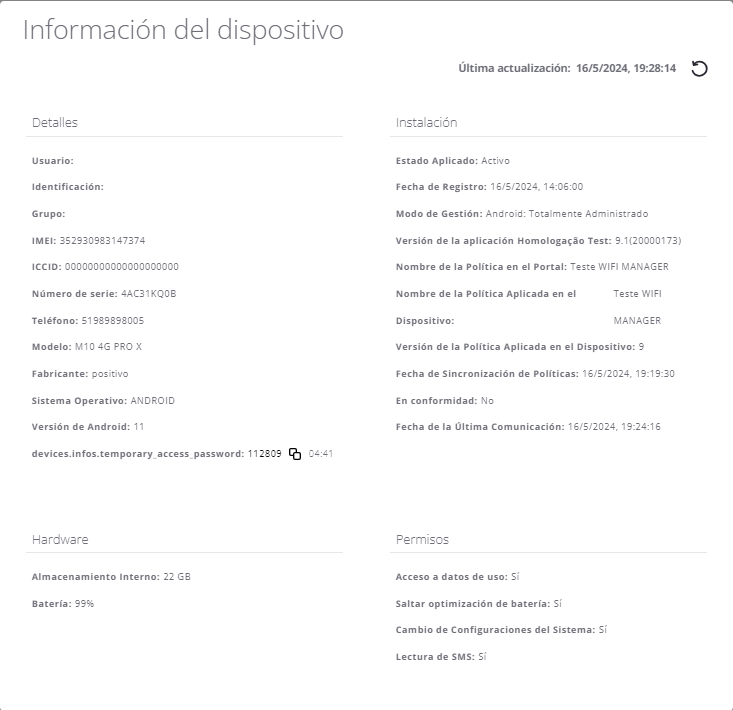 Información del dispositivo
Última actualización: 16/5/2024, 19:28:14
Detalles
Usuario:
Identificación:
Grupo:
IMEI: 352930983147374
ICCID: 00000000000000000000
Número de serie: 4AC31KQ0B
Teléfono: 51989898005
Modelo: M10 4G PRO X
Fabricante: positivo
Sistema Operativo: ANDROID
Versión de Android: 11
devices.infos.temporary_access_password: 112809 04:41
Instalación
Estado Aplicado: Activo
Fecha de Registro: 16/5/2024, 14:06:00
Modo de Gestión: Android: Totalmente Administrado
Versión de la aplicación Homologação Test: 9.1(20000173)
Nombre de la Política en el Portal: Teste WIFI MANAGER
Nombre de la Política Aplicada en el Teste WIFI
Dispositivo: MANAGER
Versión de la Política Aplicada en el Dispositivo: 9
Fecha de Sincronización de Políticas: 16/5/2024, 19:19:30
En conformidad: No
Fecha de la Última Comunicación: 16/5/2024, 19:24:16
Hardware
Almacenamiento Interno: 22 GB
Batería: 99%
Permisos
Acceso a datos de uso: Sí
Saltar optimización de batería: Sí
Cambio de Configuraciones del Sistema: Sí
Lectura de SMS: Sí